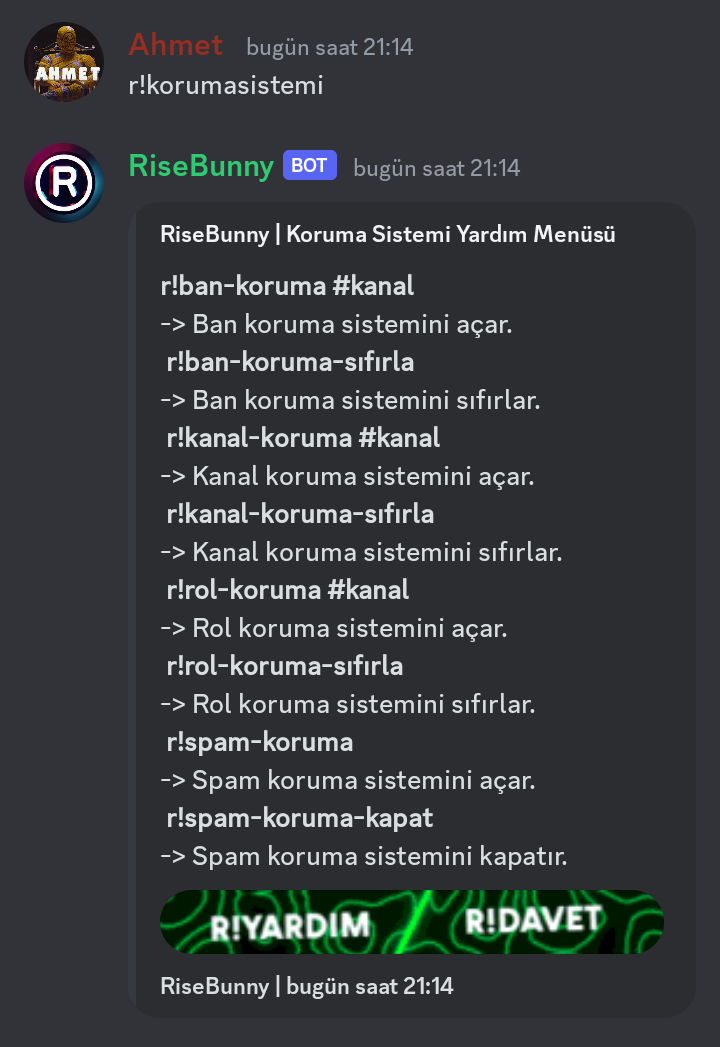 AHMET
Ahmet bugün saat 21:14
r!korumasistemi
R
RiseBunny BOT bugün saat 21:14
RiseBunny | Koruma Sistemi Yardım Menüsü
r!ban-koruma #kanal
-> Ban koruma sistemini açar.
r!ban-koruma-sıfırla
-> Ban koruma sistemini sıfırlar.
r!kanal-koruma #kanal
-> Kanal koruma sistemini açar.
r!kanal-koruma-sıfırla
-> Kanal koruma sistemini sıfırlar.
r!rol-koruma #kanal
-> Rol koruma sistemini açar.
r!rol-koruma-sıfırla
-> Rol koruma sistemini sıfırlar.
r!spam-koruma
-> Spam koruma sistemini açar.
r!spam-koruma-kapat
-> Spam koruma sistemini kapatır.
R!YARDIM / R!DAVET
RiseBunny | bugün saat 21:14